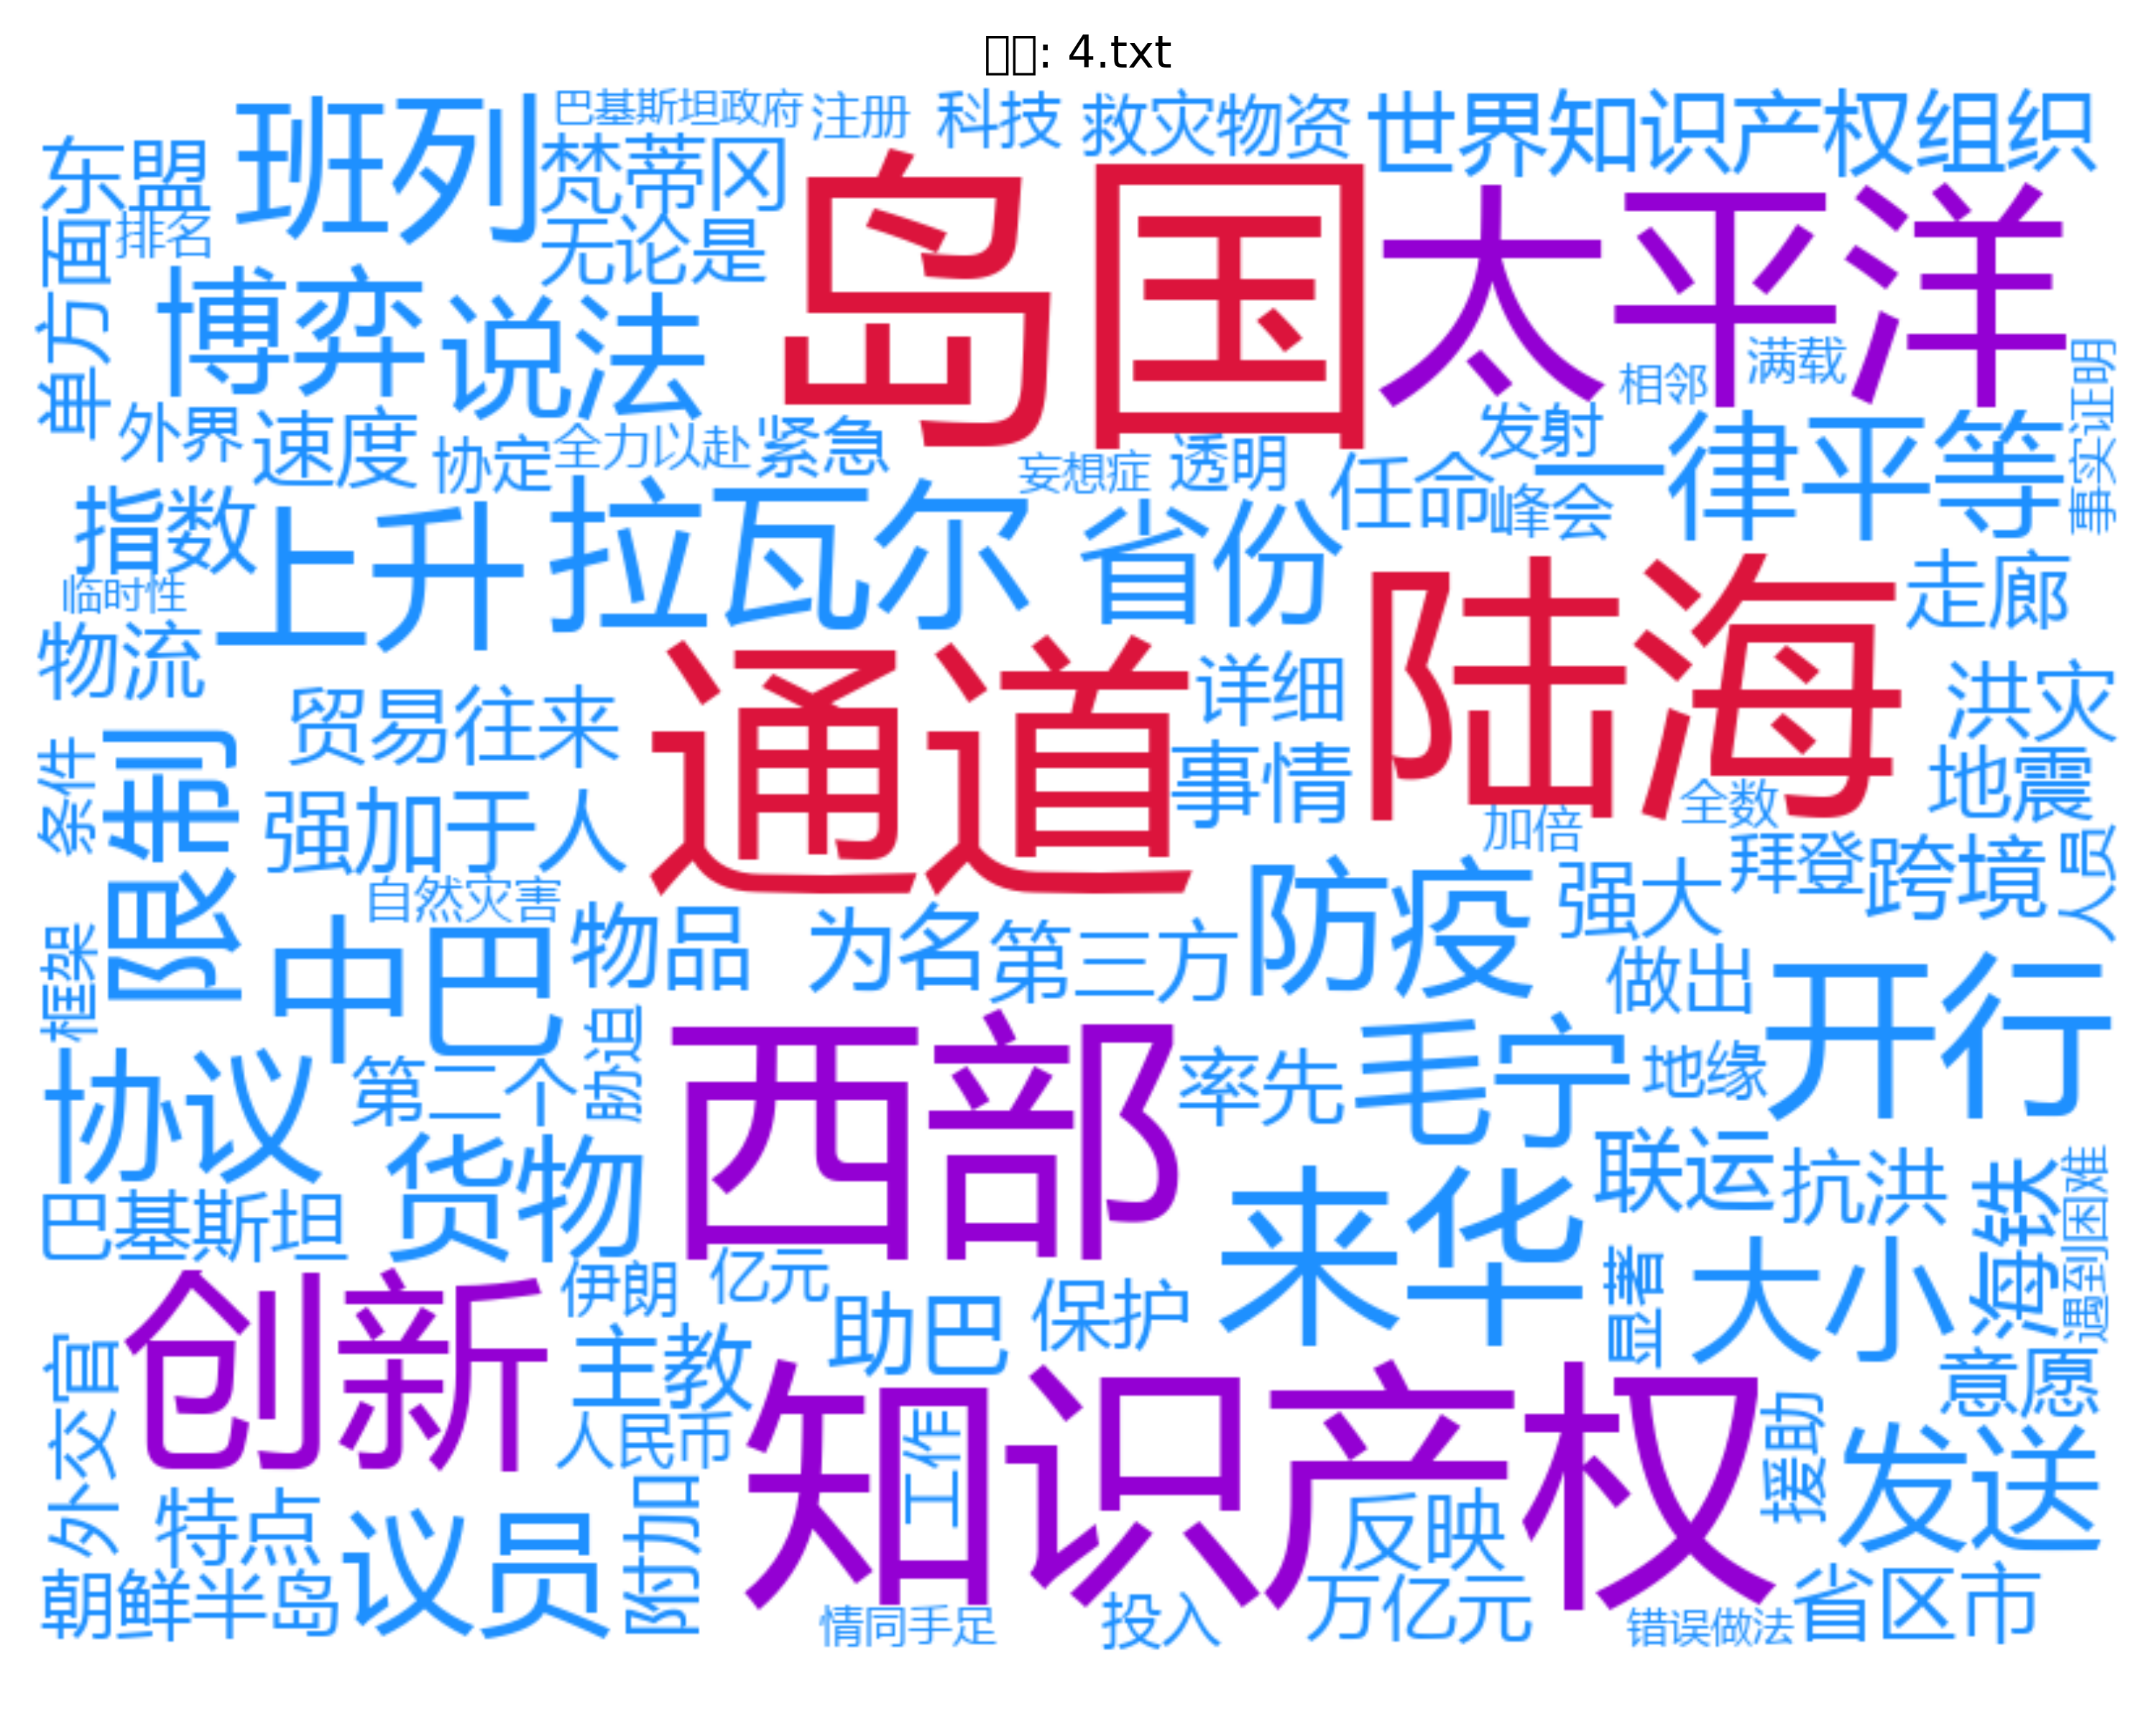 : 4.txt
巴基斯坦政府 注册 科技 救灾物资 世界知识产权组织
东盟 班列 梵蒂冈
排名 无论是 岛国 太平洋
单方面 博弈 说法 相邻 满载
外界 速度 协定 全力以赴 紧急 妄想症 透明 发射 事实证明
指数 上升 拉瓦尔 省份 任命 峰会 一律平等
临时性 走廊
物流 贸易往来 通道 详细 陆海 洪灾
条件 限制 强加于人 事情 加倍 全数 地震
自然灾害 防疫 强大 拜登 跨境 人员
框架 中巴 物品 为名 第三方 做出 开行
协议 第二个 西部 率先 毛宁 地缘
货物 来华 联运 抗洪 海铁 遇到困难
巴基斯坦 伊朗 亿元 保护 大小
创新 主教 助巴 意愿
外交官 人民币 知识产权 工作 援助 发送
特点 议员 附加 反映
朝鲜半岛 情同手足 投入 万亿元 错误做法 省区市